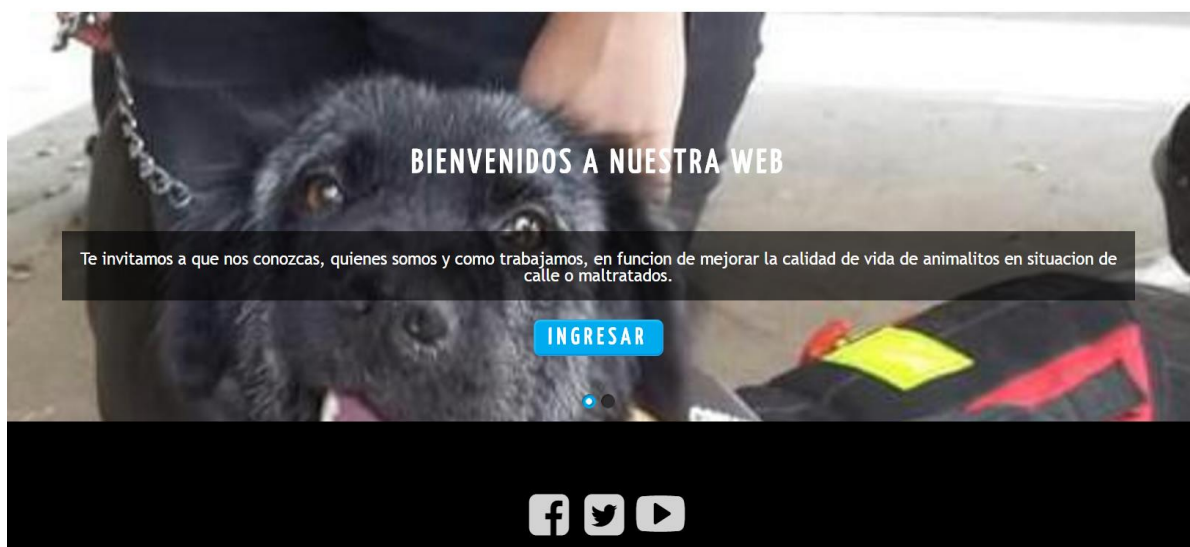 BIENVENIDOS A NUESTRA WEB
Te invitamos a que nos conozcas, quienes somos y como trabajamos, en funcion de mejorar la calidad de vida de animalitos en situacion de
calle o maltratados.
INGRESAR